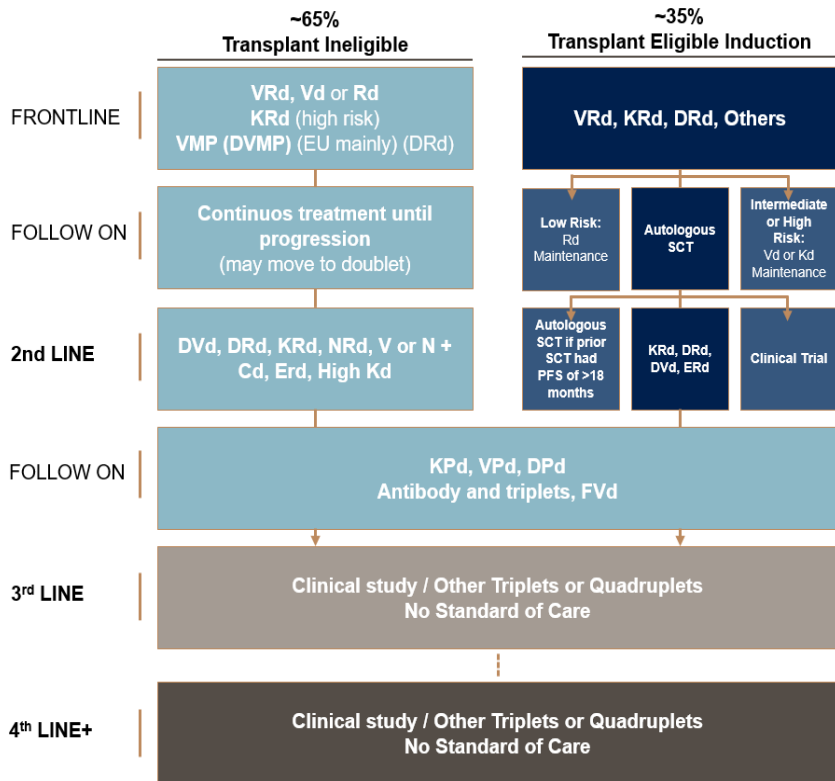 ~65%
Transplant Ineligible
~35%
Transplant Eligible Induction
FRONTLINE
VRd, Vd or Rd
KRd (high risk)
VMP (DVMP) (EU mainly) (DRd)
VRd, KRd, DRd, Others
FOLLOW ON
Continuos treatment until
progression
(may move to doublet)
Low Risk:
Rd
Maintenance
Autologous
SCT
Intermediate
or High
Risk:
Vd or Kd
Maintenance
2nd LINE
DVd, DRd, KRd, NRd, V or N +
Cd, Erd, High Kd
Autologous
SCT if prior
SCT had
PFS of >18
months
KRd, DRd,
DVd, ERd
Clinical Trial
FOLLOW ON
KPd, VPd, DPd
Antibody and triplets, FVd
3rd LINE
Clinical study / Other Triplets or Quadruplets
No Standard of Care
4th LINE+
Clinical study / Other Triplets or Quadruplets
No Standard of Care